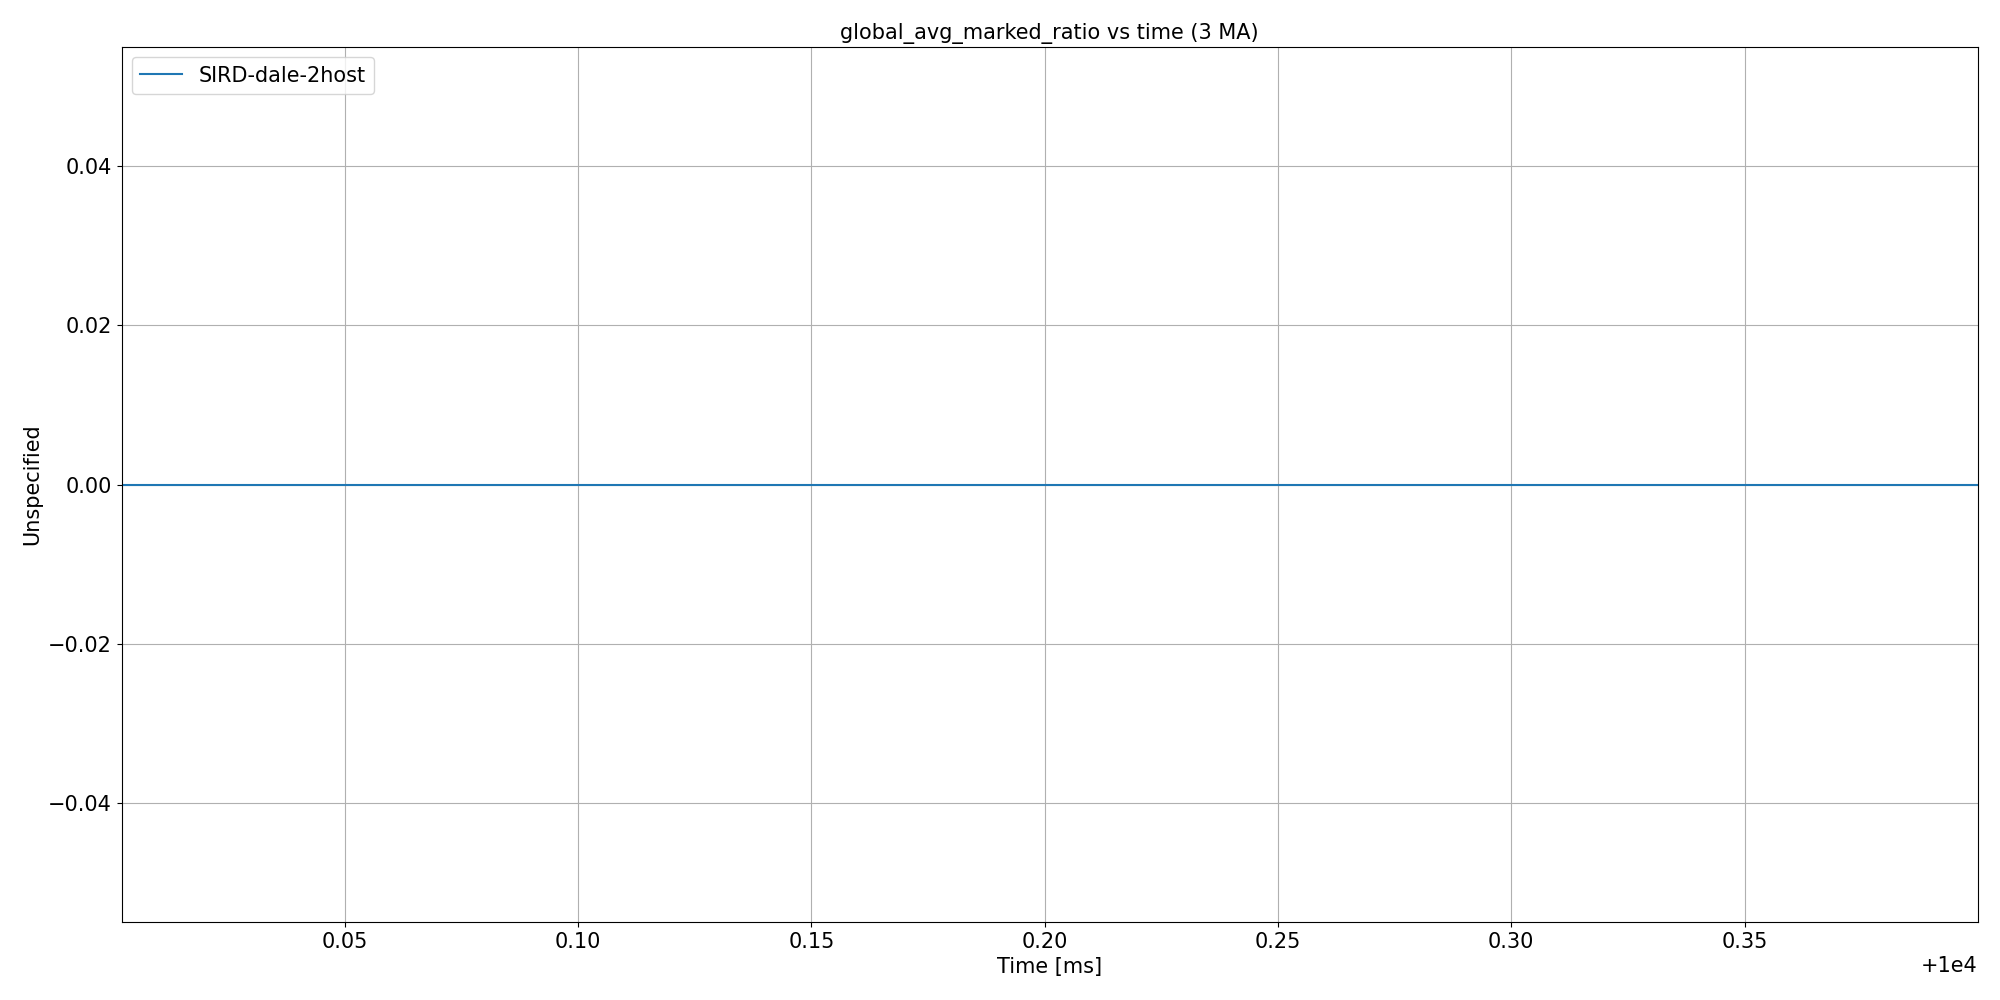 global_avg_marked_ratio vs time (3 MA)
SIRD-dale-2host
0.04
0.02
0.00
−0.02
−0.04
Unspecified
0.05 0.10 0.15 0.20 0.25 0.30 0.35
Time [ms]
+1e4